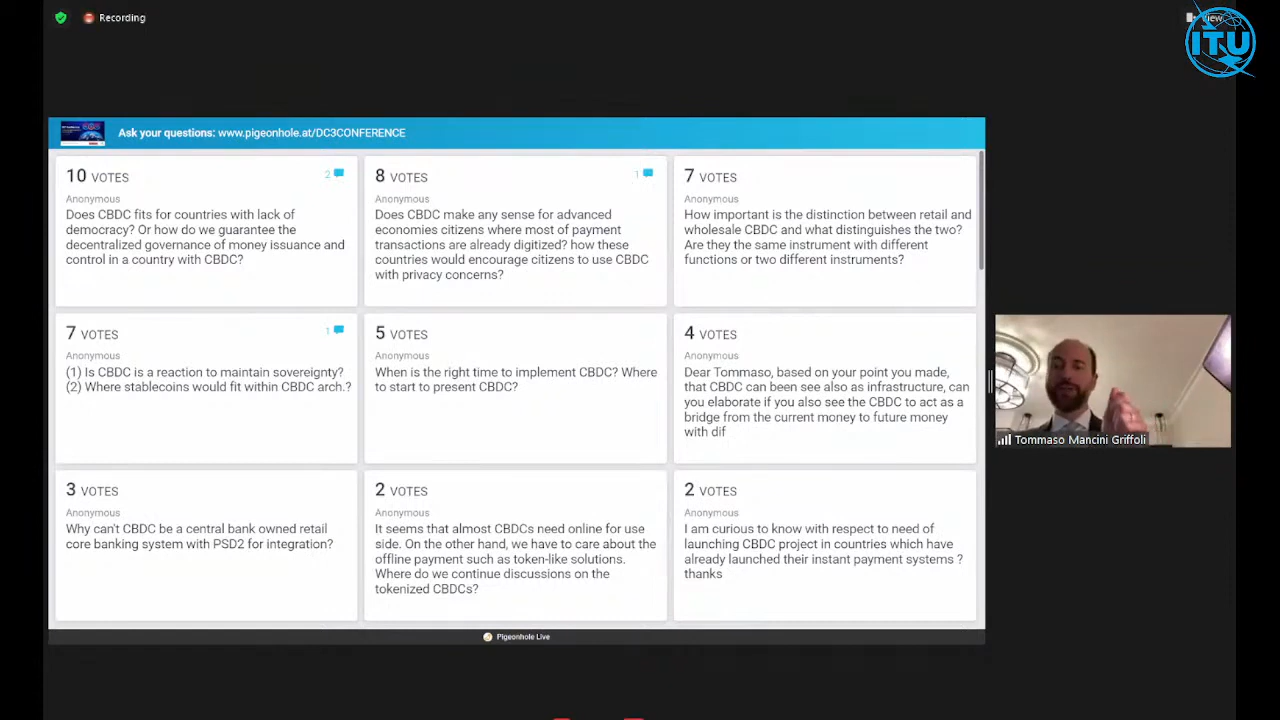 Recording
View
ITU
Ask your questions: www.pigeonhole.at/DC3CONFERENCE
10 VOTES
2
Anonymous
Does CBDC fits for countries with lack of
democracy? Or how do we guarantee the
decentralized governance of money issuance and
control in a country with CBDC?
8 VOTES
1
Anonymous
Does CBDC make any sense for advanced
economies citizens where most of payment
transactions are already digitized? how these
countries would encourage citizens to use CBDC
with privacy concerns?
7 VOTES
Anonymous
How important is the distinction between retail and
wholesale CBDC and what distinguishes the two?
Are they the same instrument with different
functions or two different instruments?
7 VOTES
1
Anonymous
(1) Is CBDC is a reaction to maintain sovereignty?
(2) Where stablecoins would fit within CBDC arch.?
5 VOTES
Anonymous
When is the right time to implement CBDC? Where
to start to present CBDC?
4 VOTES
Anonymous
Dear Tommaso, based on your point you made,
that CBDC can been see also as infrastructure, can
you elaborate if you also see the CBDC to act as a
bridge from the current money to future money
with dif
3 VOTES
Anonymous
Why can't CBDC be a central bank owned retail
core banking system with PSD2 for integration?
2 VOTES
Anonymous
It seems that almost CBDCs need online for use
side. On the other hand, we have to care about the
offline payment such as token-like solutions.
Where do we continue discussions on the
tokenized CBDCs?
2 VOTES
Anonymous
I am curious to know with respect to need of
launching CBDC project in countries which have
already launched their instant payment systems ?
thanks
Tommaso Mancini Griffoli
Pigeonhole Live